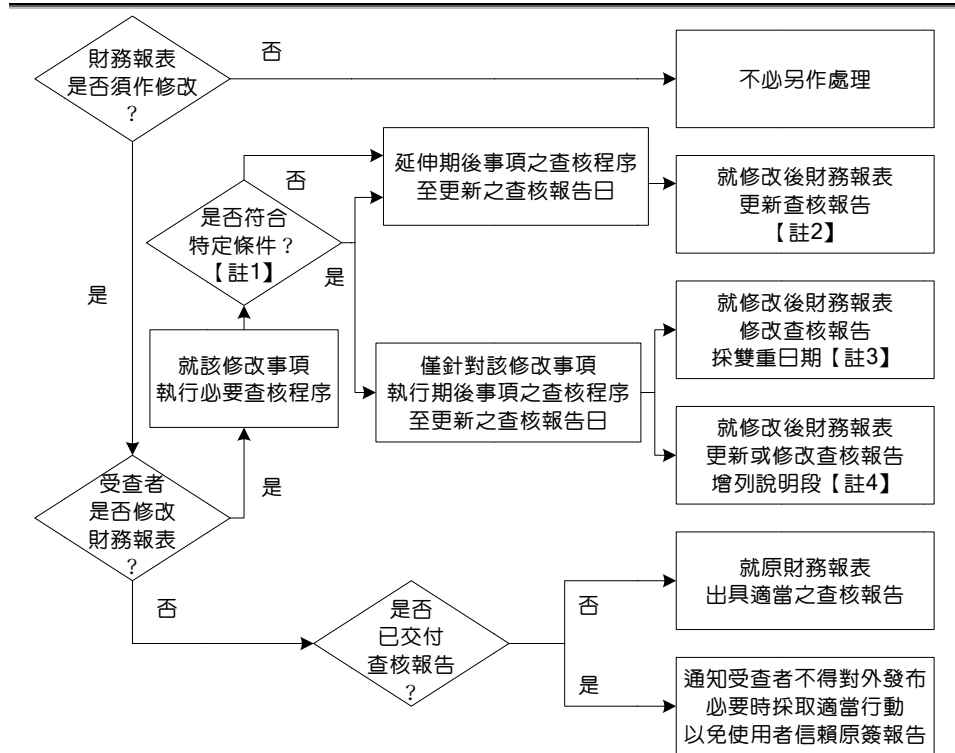 財務報表
是否須作修改
?
否
不必另作處理
是
是否符合
特定條件?
【註1】
否
是
延伸期後事項之查核程序
至更新之查核報告日
就修改後財務報表
更新查核報告
【註2】
就該修改事項
執行必要查核程序
僅針對該修改事項
執行期後事項之查核程序
至更新之查核報告日
就修改後財務報表
修改查核報告
採雙重日期【註3】
就修改後財務報表
更新或修改查核報告
增列說明段【註4】
受查者
是否修改
財務報表
?
是
否
是否
已交付
查核報告
?
否
是
就原財務報表
出具適當之查核報告
通知受查者不得對外發布
必要時採取適當行動
以免使用者信賴原簽報告